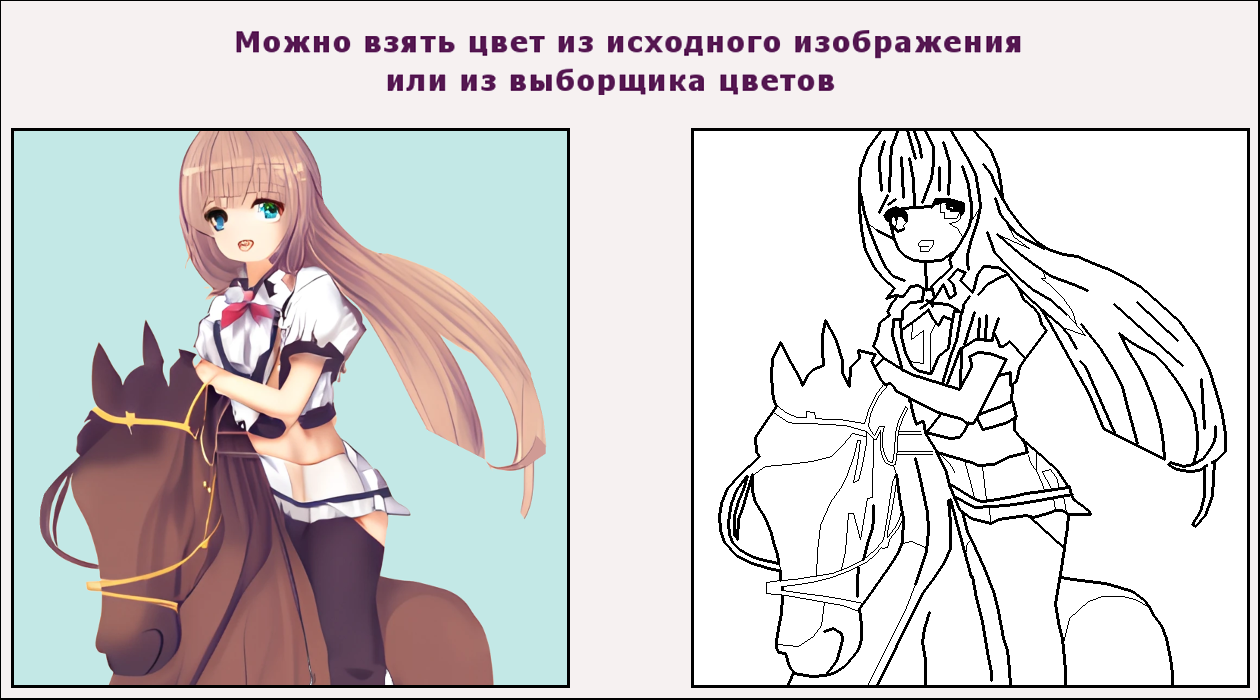 Можно взять цвет из исходного изображения
или из выборщика цветов